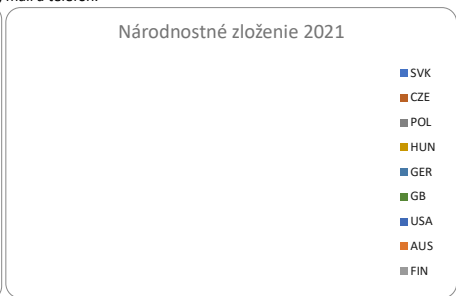 Národnostné zloženie 2021
SVK
CZE
POL
HUN
GER
GB
USA
AUS
FIN